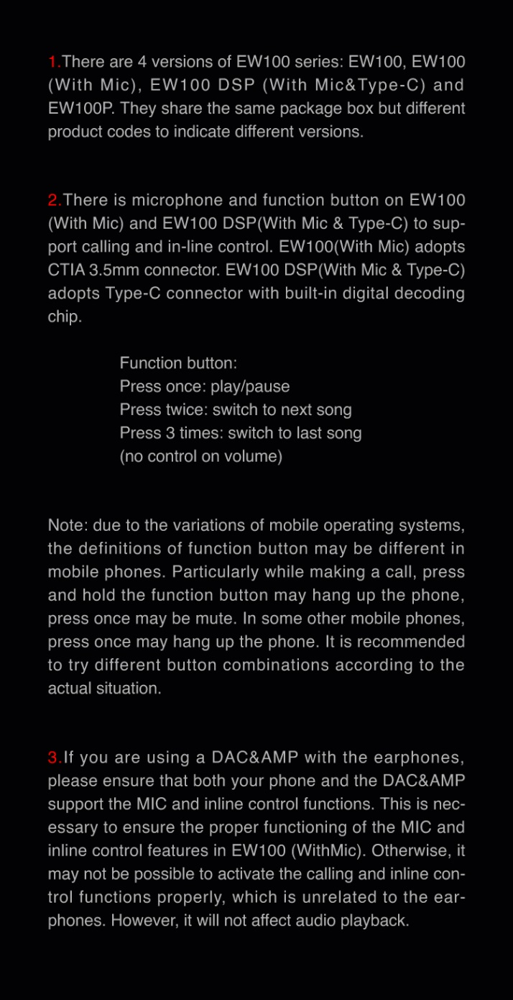 1.There are 4 versions of EW100 series: EW100, EW100
(With Mic), EW100 DSP (With Mic&Type-C) and
EW100P. They share the same package box but different
product codes to indicate different versions.
2.There is microphone and function button on EW100
(With Mic) and EW100 DSP(With Mic & Type-C) to sup-
port calling and in-line control. EW100(With Mic) adopts
CTIA 3.5mm connector. EW100 DSP(With Mic & Type-C)
adopts Type-C connector with built-in digital decoding
chip.
Function button:
Press once: play/pause
Press twice: switch to next song
Press 3 times: switch to last song
(no control on volume)
Note: due to the variations of mobile operating systems,
the definitions of function button may be different in
mobile phones. Particularly while making a call, press
and hold the function button may hang up the phone,
press once may be mute. In some other mobile phones,
press once may hang up the phone. It is recommended
to try different button combinations according to the
actual situation.
3.If you are using a DAC&AMP with the earphones,
please ensure that both your phone and the DAC&AMP
support the MIC and inline control functions. This is nec-
essary to ensure the proper functioning of the MIC and
inline control features in EW100 (WithMic). Otherwise, it
may not be possible to activate the calling and inline con-
trol functions properly, which is unrelated to the ear-
phones. However, it will not affect audio playback.